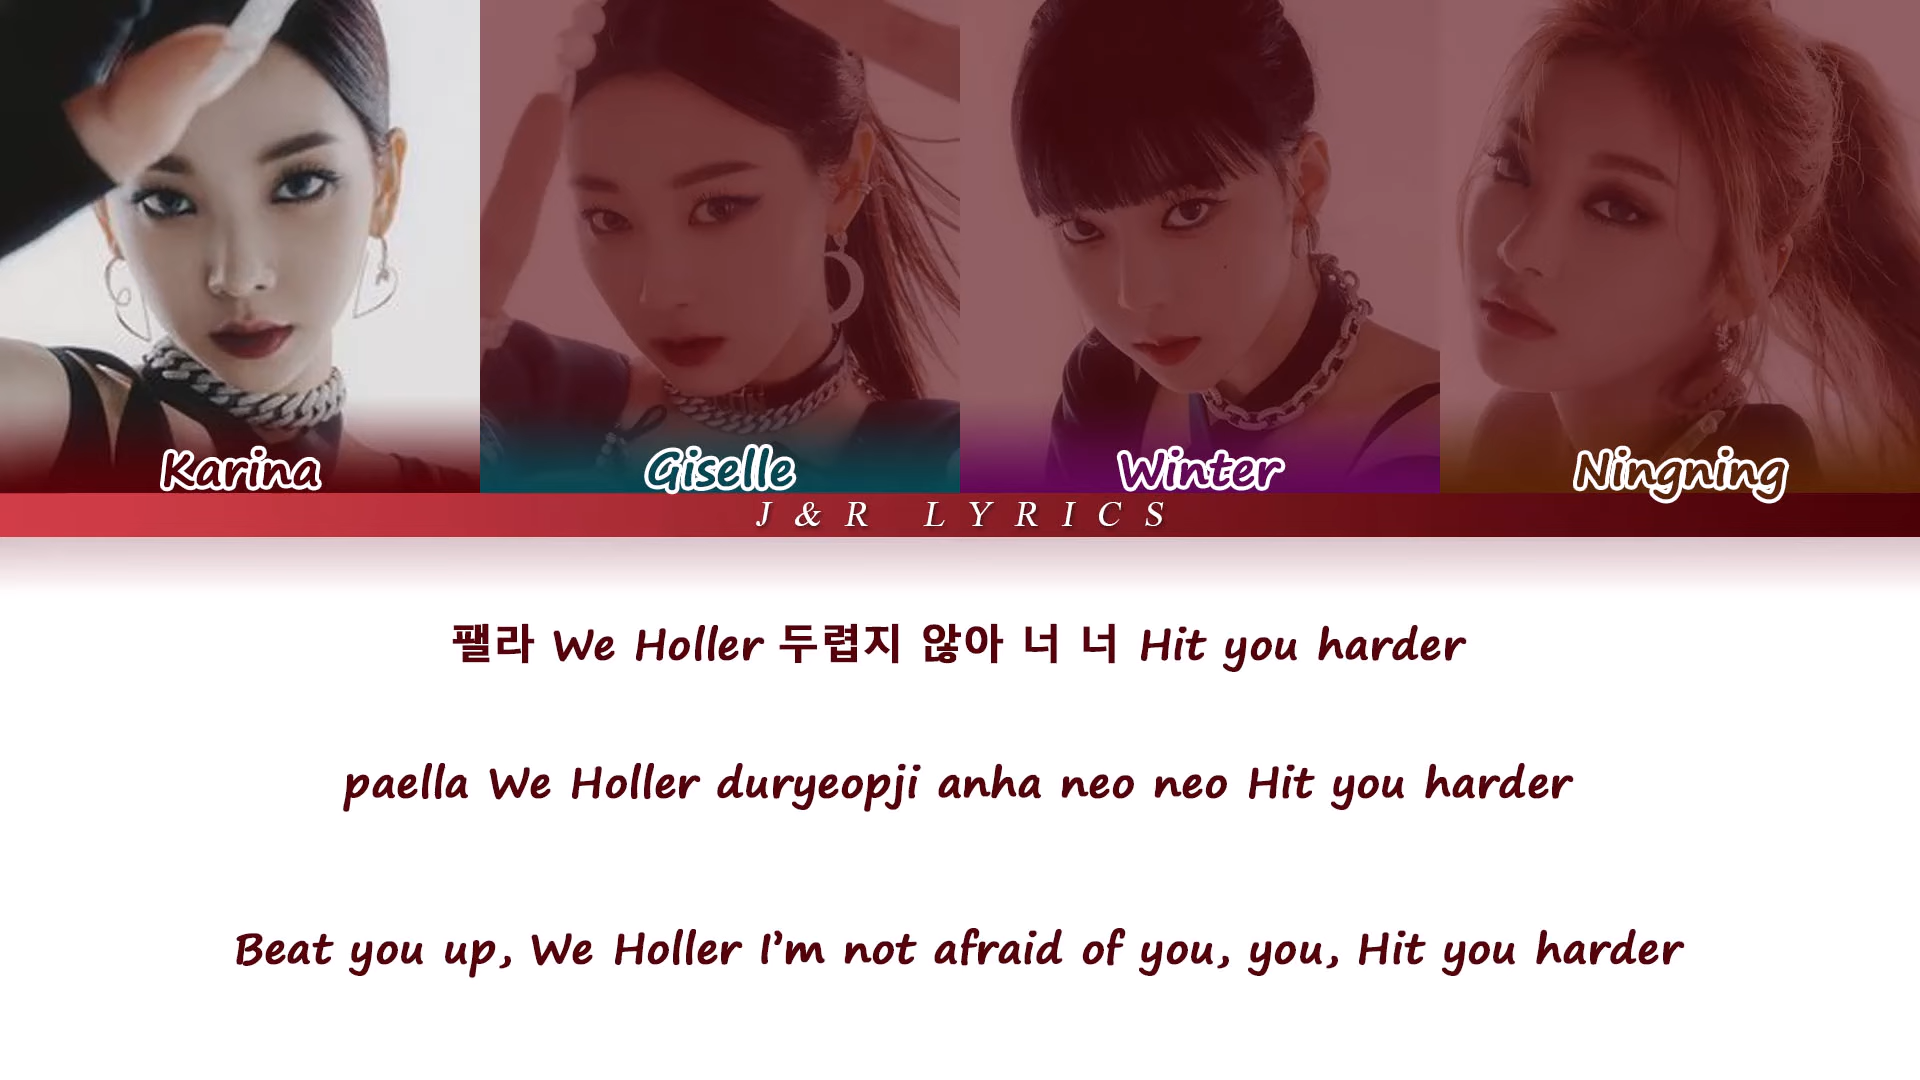 Karina
Giselle
Winter
Ningning
J&R LYRICS
팰라 We Holler 두렵지 않아 너 너 Hit you harder
paella We Holler duryeopji anha neo neo Hit you harder
Beat you up, We Holler I’m not afraid of you, you, Hit you harder